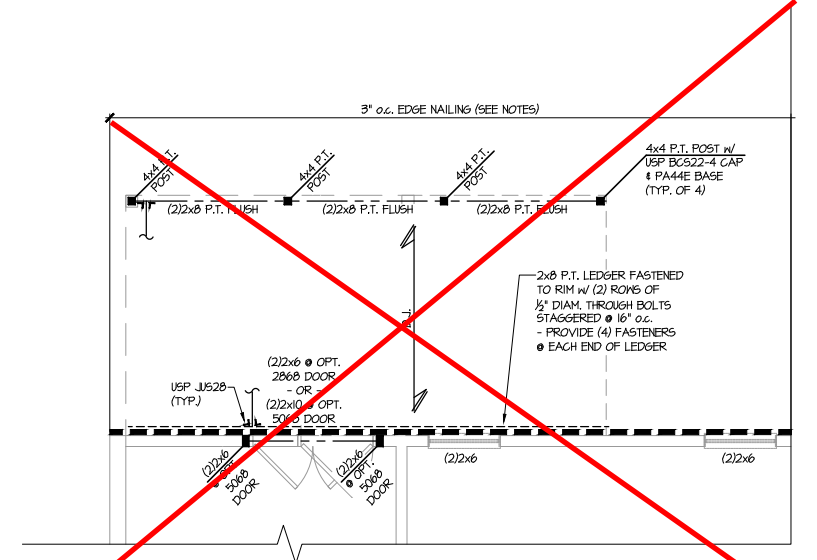 3" o.c. EDGE NAILING (SEE NOTES)
4x4 P.T.
POST
4x4 P.T.
POST
4x4 P.T.
POST
4x4 P.T. POST W/
USP BCS22-4 CAP
& PA44E BASE
(TYP. OF 4)
(2)2x8 P.T. FLUSH
(2)2x8 P.T. FLUSH
(2)2x8 P.T. FLUSH
2x8 P.T. LEDGER FASTENED
TO RIM W/ (2) ROWS OF
½" DIAM. THROUGH BOLTS
STAGGERED @ 16" o.c.
- PROVIDE (4) FASTENERS
@ EACH END OF LEDGER
(2)2x6 @ OPT.
2868 DOOR
- OR -
(2)2x10 @ OPT.
5068 DOOR
USP JUS28
(TYP.)
(2)2x6
@ OPT.
5068
DOOR
(2)2x6
@ OPT.
5068
DOOR
(2)2x6
(2)2x6